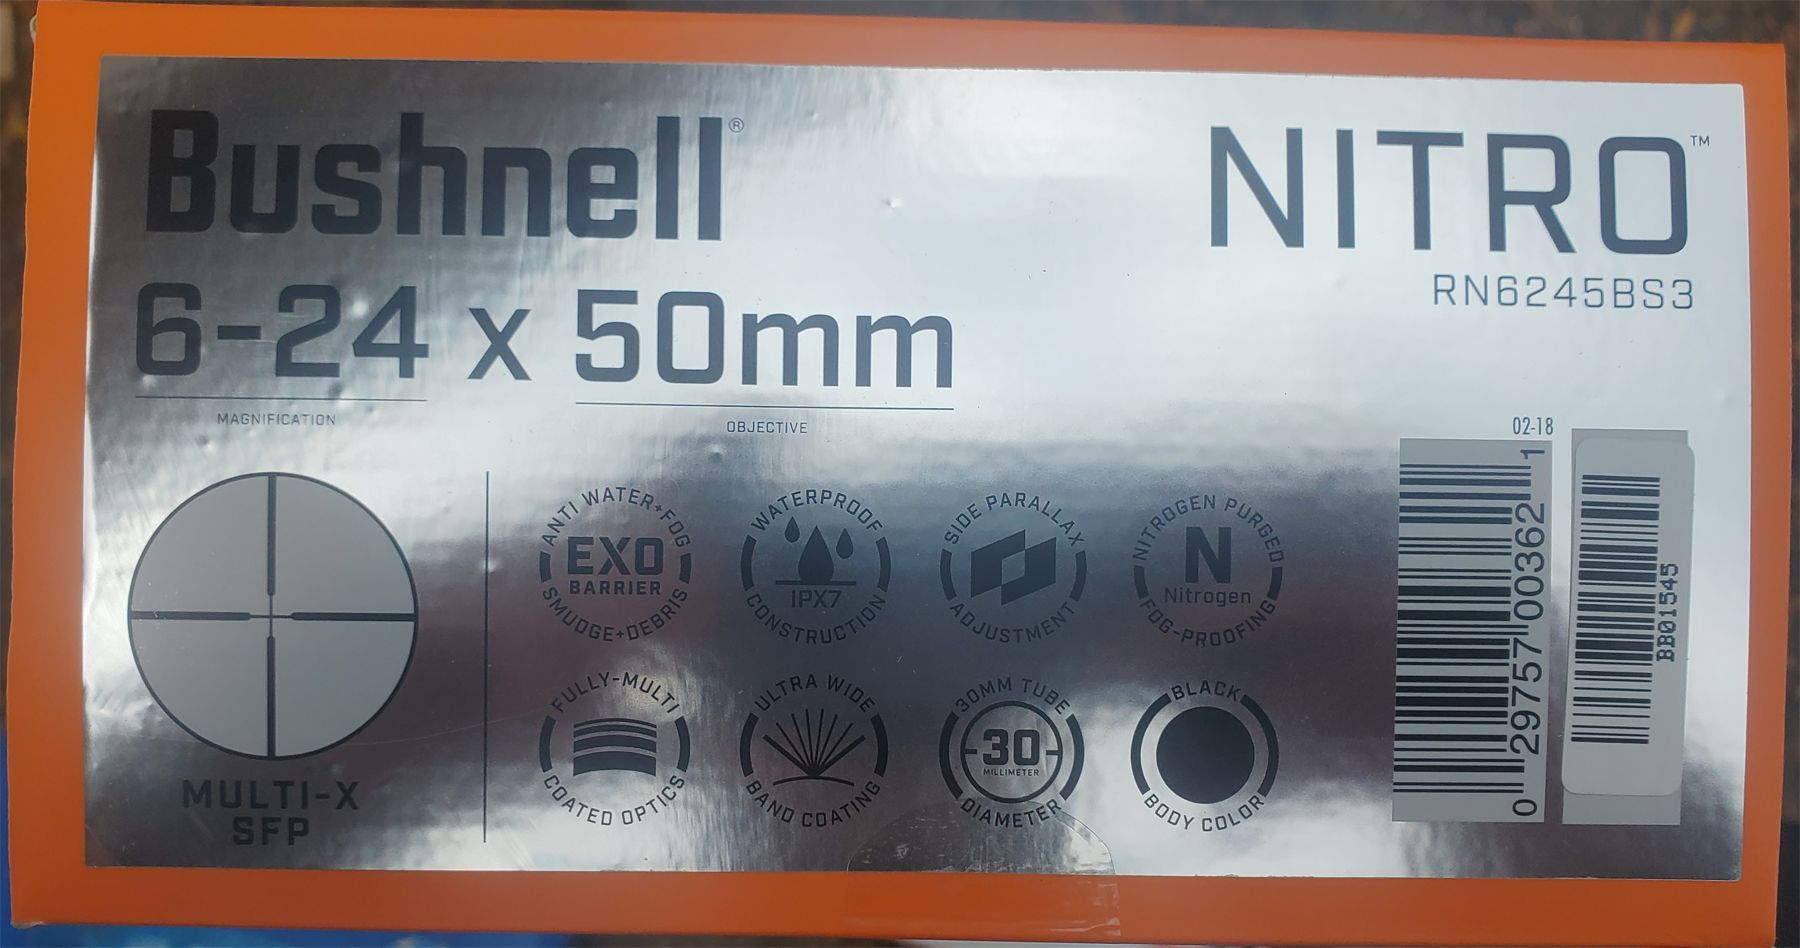 Bushnell®
NITRO™
RN6245BS3
6-24 x 50mm
MAGNIFICATION
OBJECTIVE
MULTI-X
SFP
ANTI WATER+FOG
EXO
BARRIER
SMUDGE+DEBRIS
WATERPROOF
IPX7
CONSTRUCTION
SIDE PARALLAX
ADJUSTMENT
NITROGEN PURGED
N
Nitrogen
FOG-PROOFING
FULLY-MULTI
COATED OPTICS
ULTRA WIDE
BAND COATING
30MM TUBE
30
MILLIMETER
DIAMETER
BLACK
BODY COLOR
02-18
0 29757 00362 1
BB01545